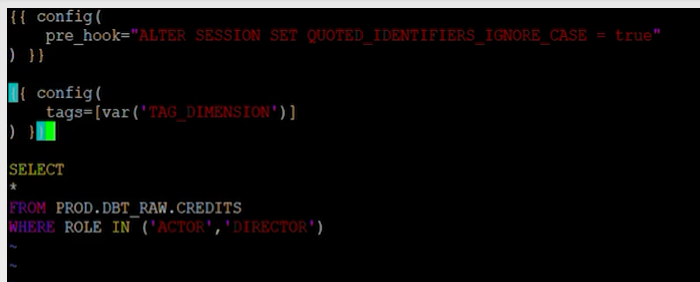 {{ config(
pre_hook="ALTER SESSION SET QUOTED_IDENTIFIERS_IGNORE_CASE = true"
) }}
{{ config(
tags=[var('TAG_DIMENSION')]
) }}
SELECT
*
FROM PROD.DBT_RAW.CREDITS
WHERE ROLE IN ('ACTOR','DIRECTOR')
~
~